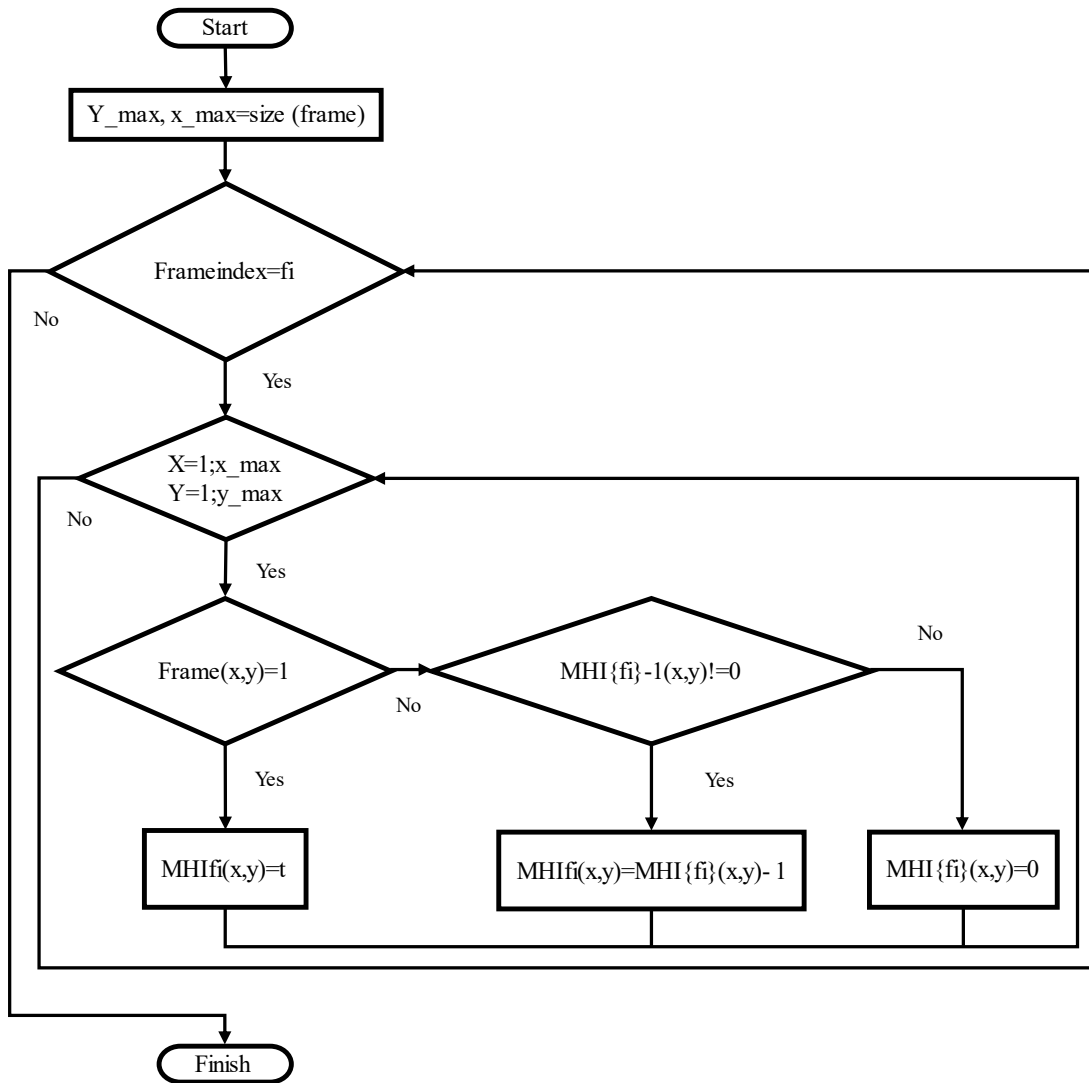 Start
Y_max, x_max=size (frame)
Frameindex=fi
No
Yes
X=1;x_max
Y=1;y_max
No
Yes
Frame(x,y)=1
No
MHI{fi}-1(x,y)!=0
No
Yes
Yes
MHIfi(x,y)=t
MHIfi(x,y)=MHI{fi}(x,y)- 1
MHI{fi}(x,y)=0
Finish